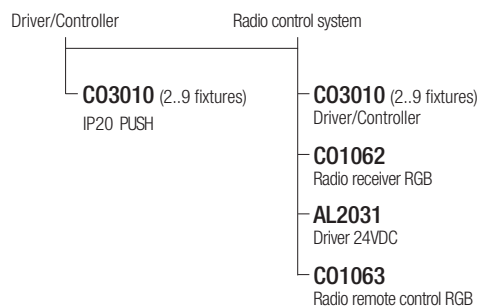 Driver/Controller
Radio control system
CO3010 (2..9 fixtures)
IP20 PUSH
CO3010 (2..9 fixtures)
Driver/Controller
CO1062
Radio receiver RGB
AL2031
Driver 24VDC
CO1063
Radio remote control RGB